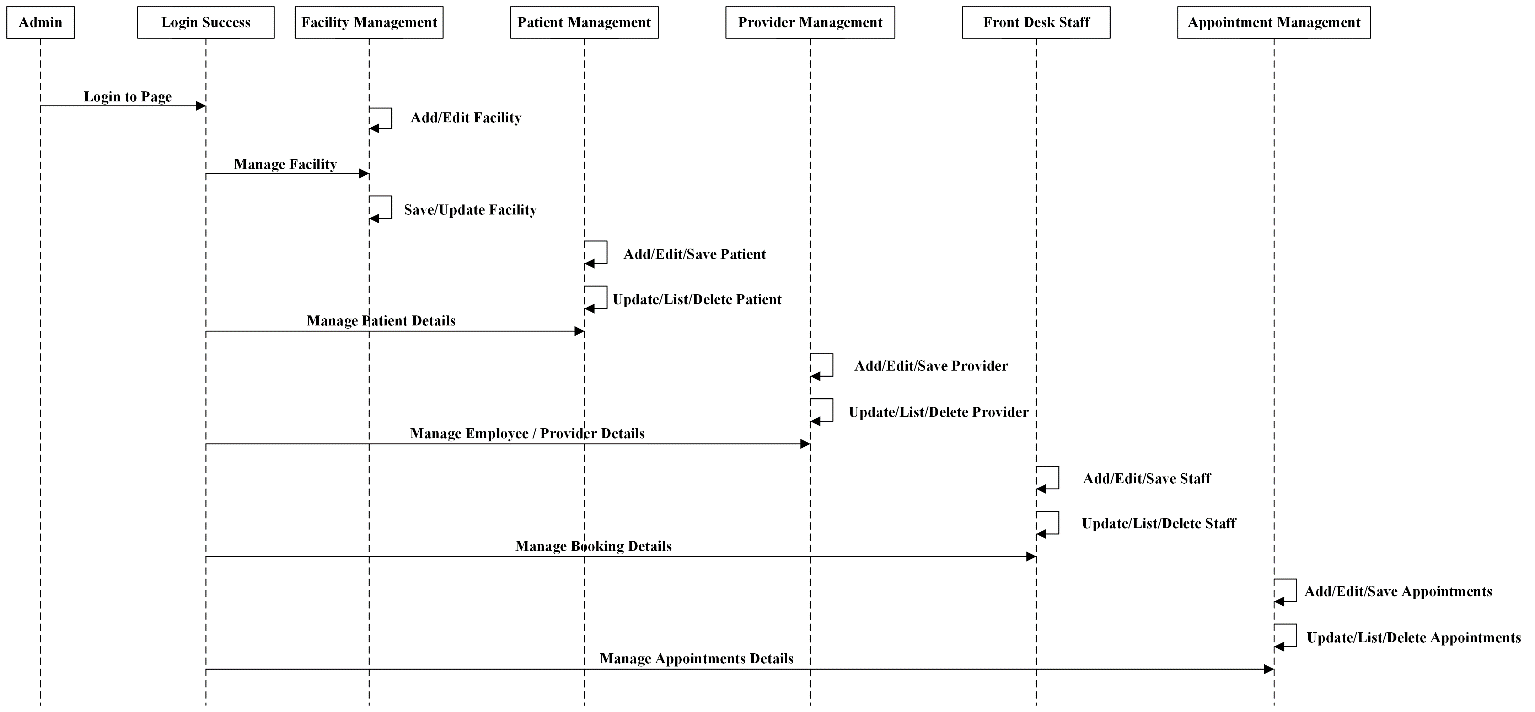 Admin
Login Success
Facility Management
Patient Management
Provider Management
Front Desk Staff
Appointment Management
Login to Page
Add/Edit Facility
Manage Facility
Save/Update Facility
Add/Edit/Save Patient
Update/List/Delete Patient
Manage Patient Details
Add/Edit/Save Provider
Update/List/Delete Provider
Manage Employee / Provider Details
Add/Edit/Save Staff
Update/List/Delete Staff
Manage Booking Details
Add/Edit/Save Appointments
Update/List/Delete Appointments
Manage Appointments Details